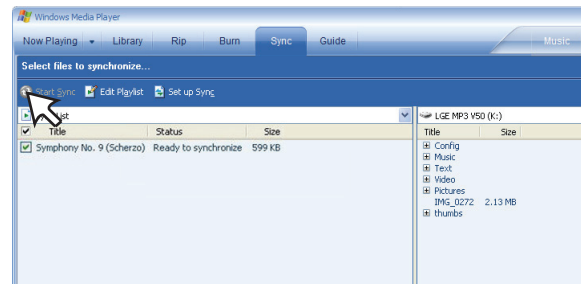 Windows Media Player
Now Playing Library Rip Burn Sync Guide Music
Select files to synchronize...
Start Sync Edit Playlist Set up Sync
List LGE MP3 V50 (K:)
Title Status Size Title Size
Symphony No. 9 (Scherzo) Ready to synchronize 599 KB
Config
Music
Text
Video
Pictures
IMG_0272 2.13 MB
thumbs